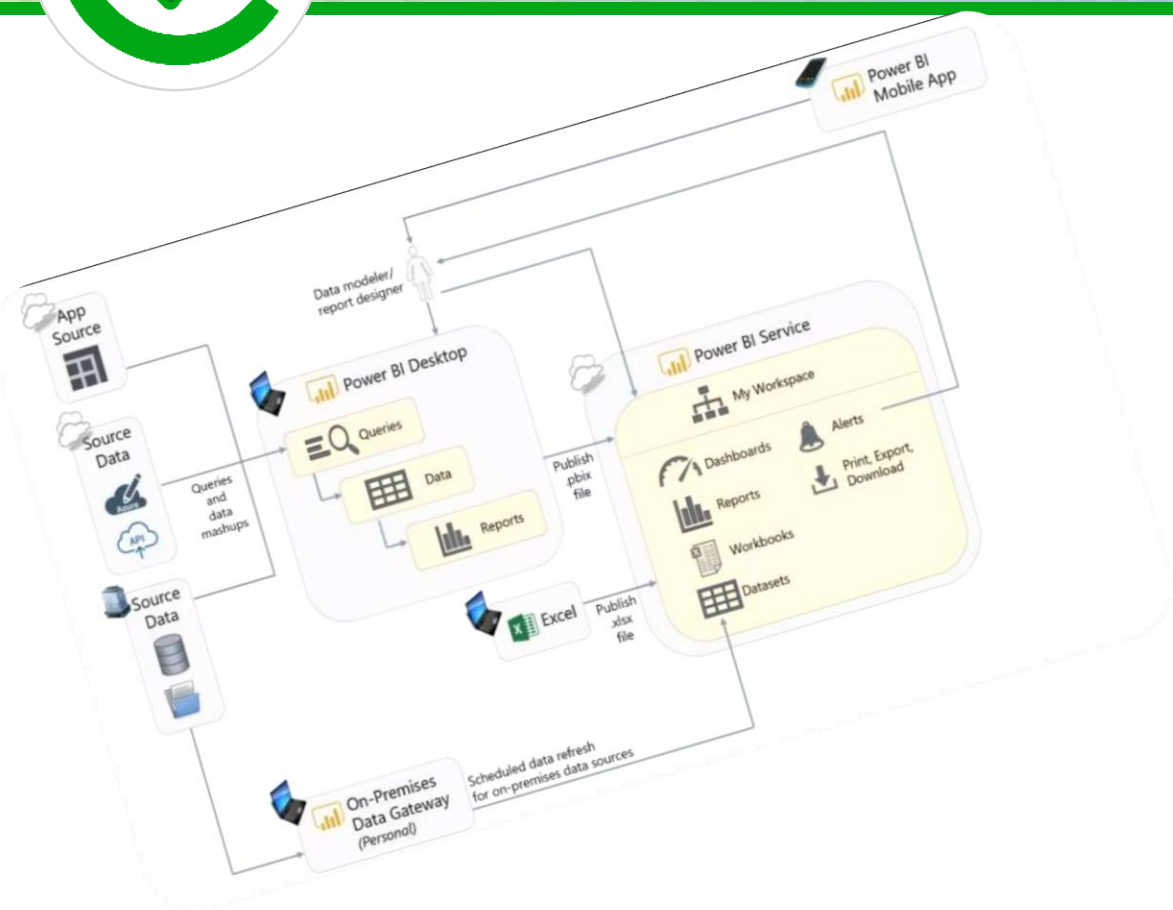 Power BI
Mobile App
Data modeler/
report designer
App
Source
Source
Data
Azure
API
Source
Data
Queries
and
data
mashups
Power BI Desktop
Queries
Data
Reports
Publish
.pbix
file
Power BI Service
My Workspace
Dashboards
Reports
Workbooks
Datasets
Alerts
Print, Export,
Download
Excel
Publish
.xlsx
file
On-Premises
Data Gateway
(Personal)
Scheduled data refresh
for on-premises data sources